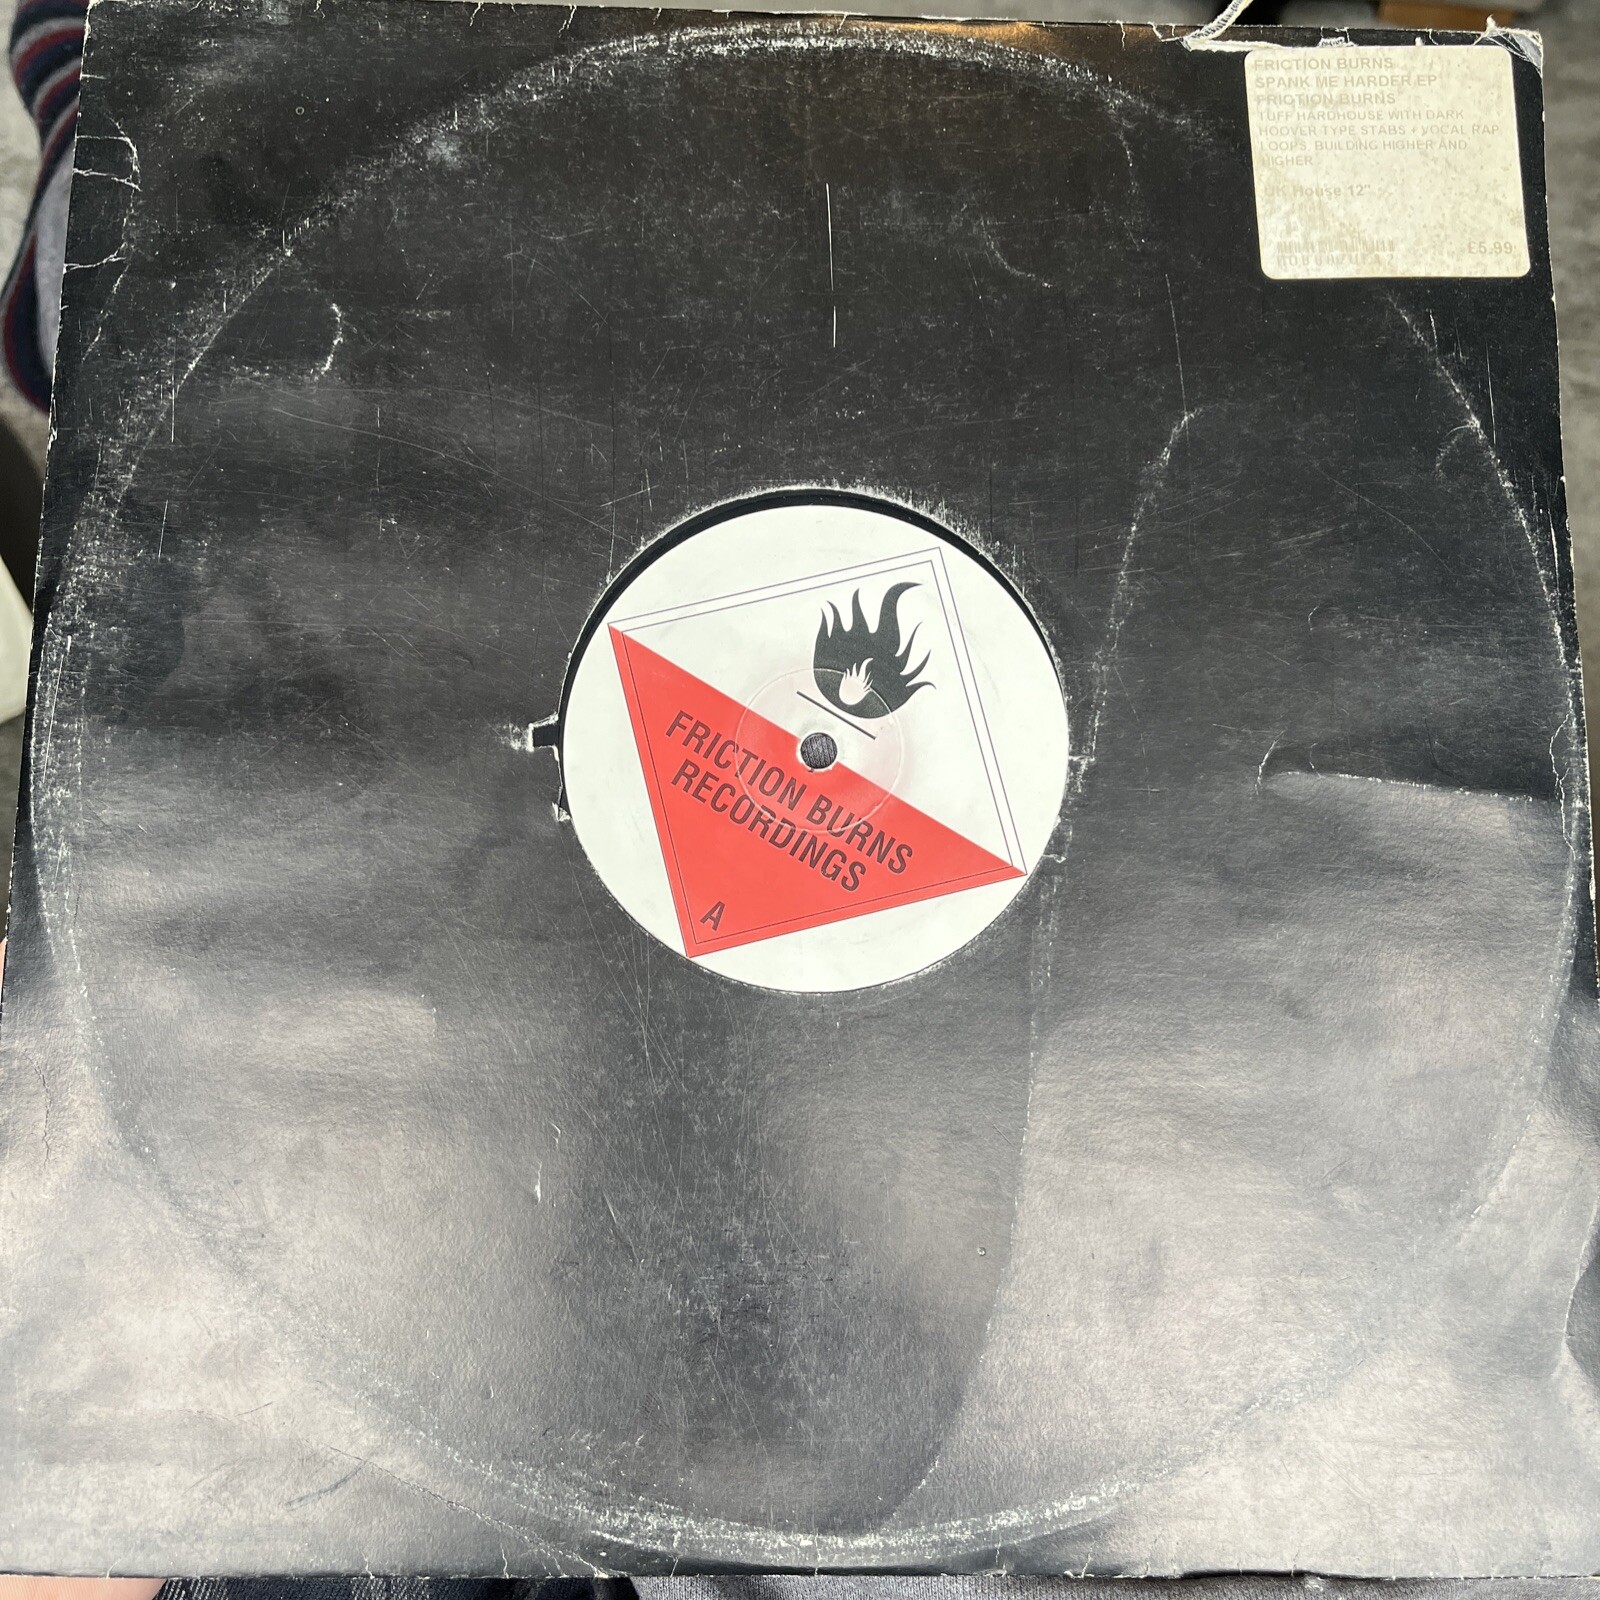 FRICTION BURNS
SPANK ME HARDER EP
FRICTION BURNS
TUFF HARDHOUSE WITH DARK
HOOVER TYPE STABS + VOCAL RAP
LOOPS, BUILDING HIGHER AND
HIGHER
UK House 12"
£5.99
FRICTION BURNS
RECORDINGS
A